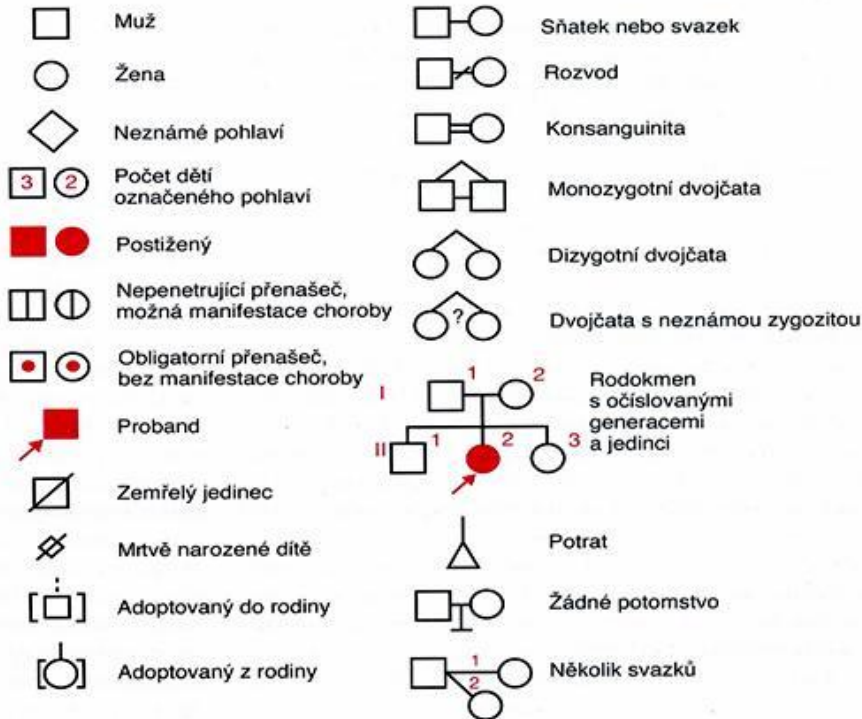 Muž
Žena
Neznámé pohlaví
3 2 Počet dětí
označeného pohlaví
Postižený
Nepenetrující přenašeč,
možná manifestace choroby
Obligatorní přenašeč,
bez manifestace choroby
Proband
Zemřelý jedinec
Mrtvě narozené dítě
[ ] Adoptovaný do rodiny
[ ] Adoptovaný z rodiny
Sňatek nebo svazek
Rozvod
Konsanguinita
Monozygotní dvojčata
Dizygotní dvojčata
? Dvojčata s neznámou zygozitou
I 1 2
II 1 2 3
Rodokmen
s očíslovanými
generacemi
a jedinci
Potrat
Žádné potomstvo
1 2 Několik svazků